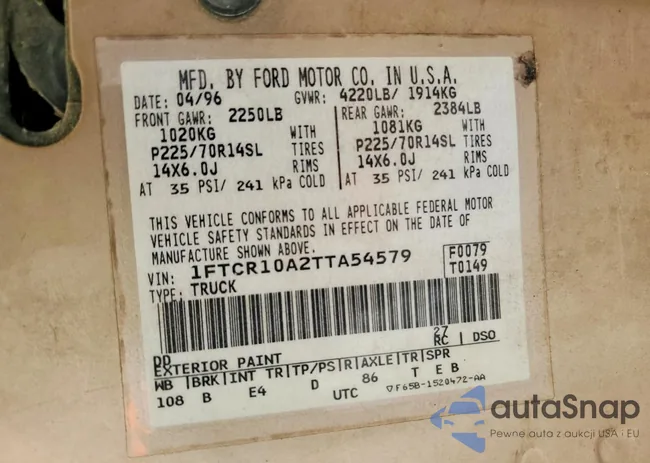 MFD. BY FORD MOTOR CO. IN U.S.A.
DATE: 04/96 GVWR: 4220LB/ 1914KG
FRONT GAWR: 2250LB REAR GAWR: 2384LB
1020KG WITH 1081KG WITH
P225/70R14SL TIRES P225/70R14SL TIRES
14X6.0J RIMS 14X6.0J RIMS
AT 35 PSI/ 241 kPa COLD AT 35 PSI/ 241 kPa COLD
THIS VEHICLE CONFORMS TO ALL APPLICABLE FEDERAL MOTOR
VEHICLE SAFETY STANDARDS IN EFFECT ON THE DATE OF
MANUFACTURE SHOWN ABOVE.
VIN: 1FTCR10A2TTA54579 F0079
TYPE: TRUCK T0149
27
DD RC DSO
EXTERIOR PAINT
WB BRK INT TR TP/PS R AXLE TR SPR
108 B E4 D 86 T E B
UTC ▽F65B-1520472-AA
autaSnap
Pewne auta z aukcji USA · EU